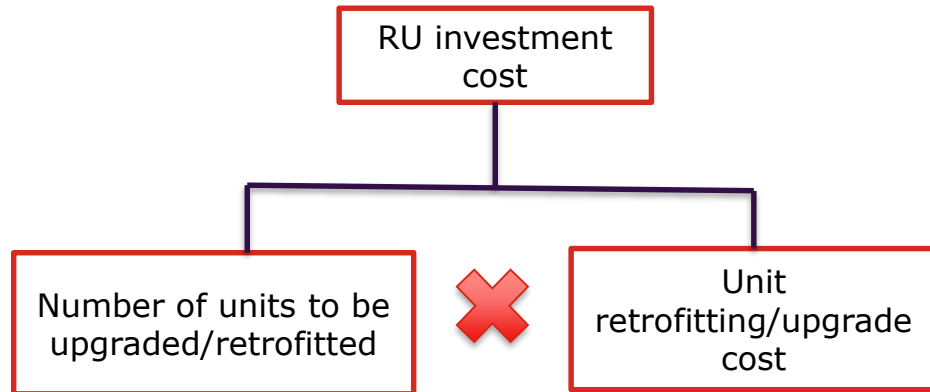 RU investment
cost
Number of units to be
upgraded/retrofitted
Unit
retrofitting/upgrade
cost